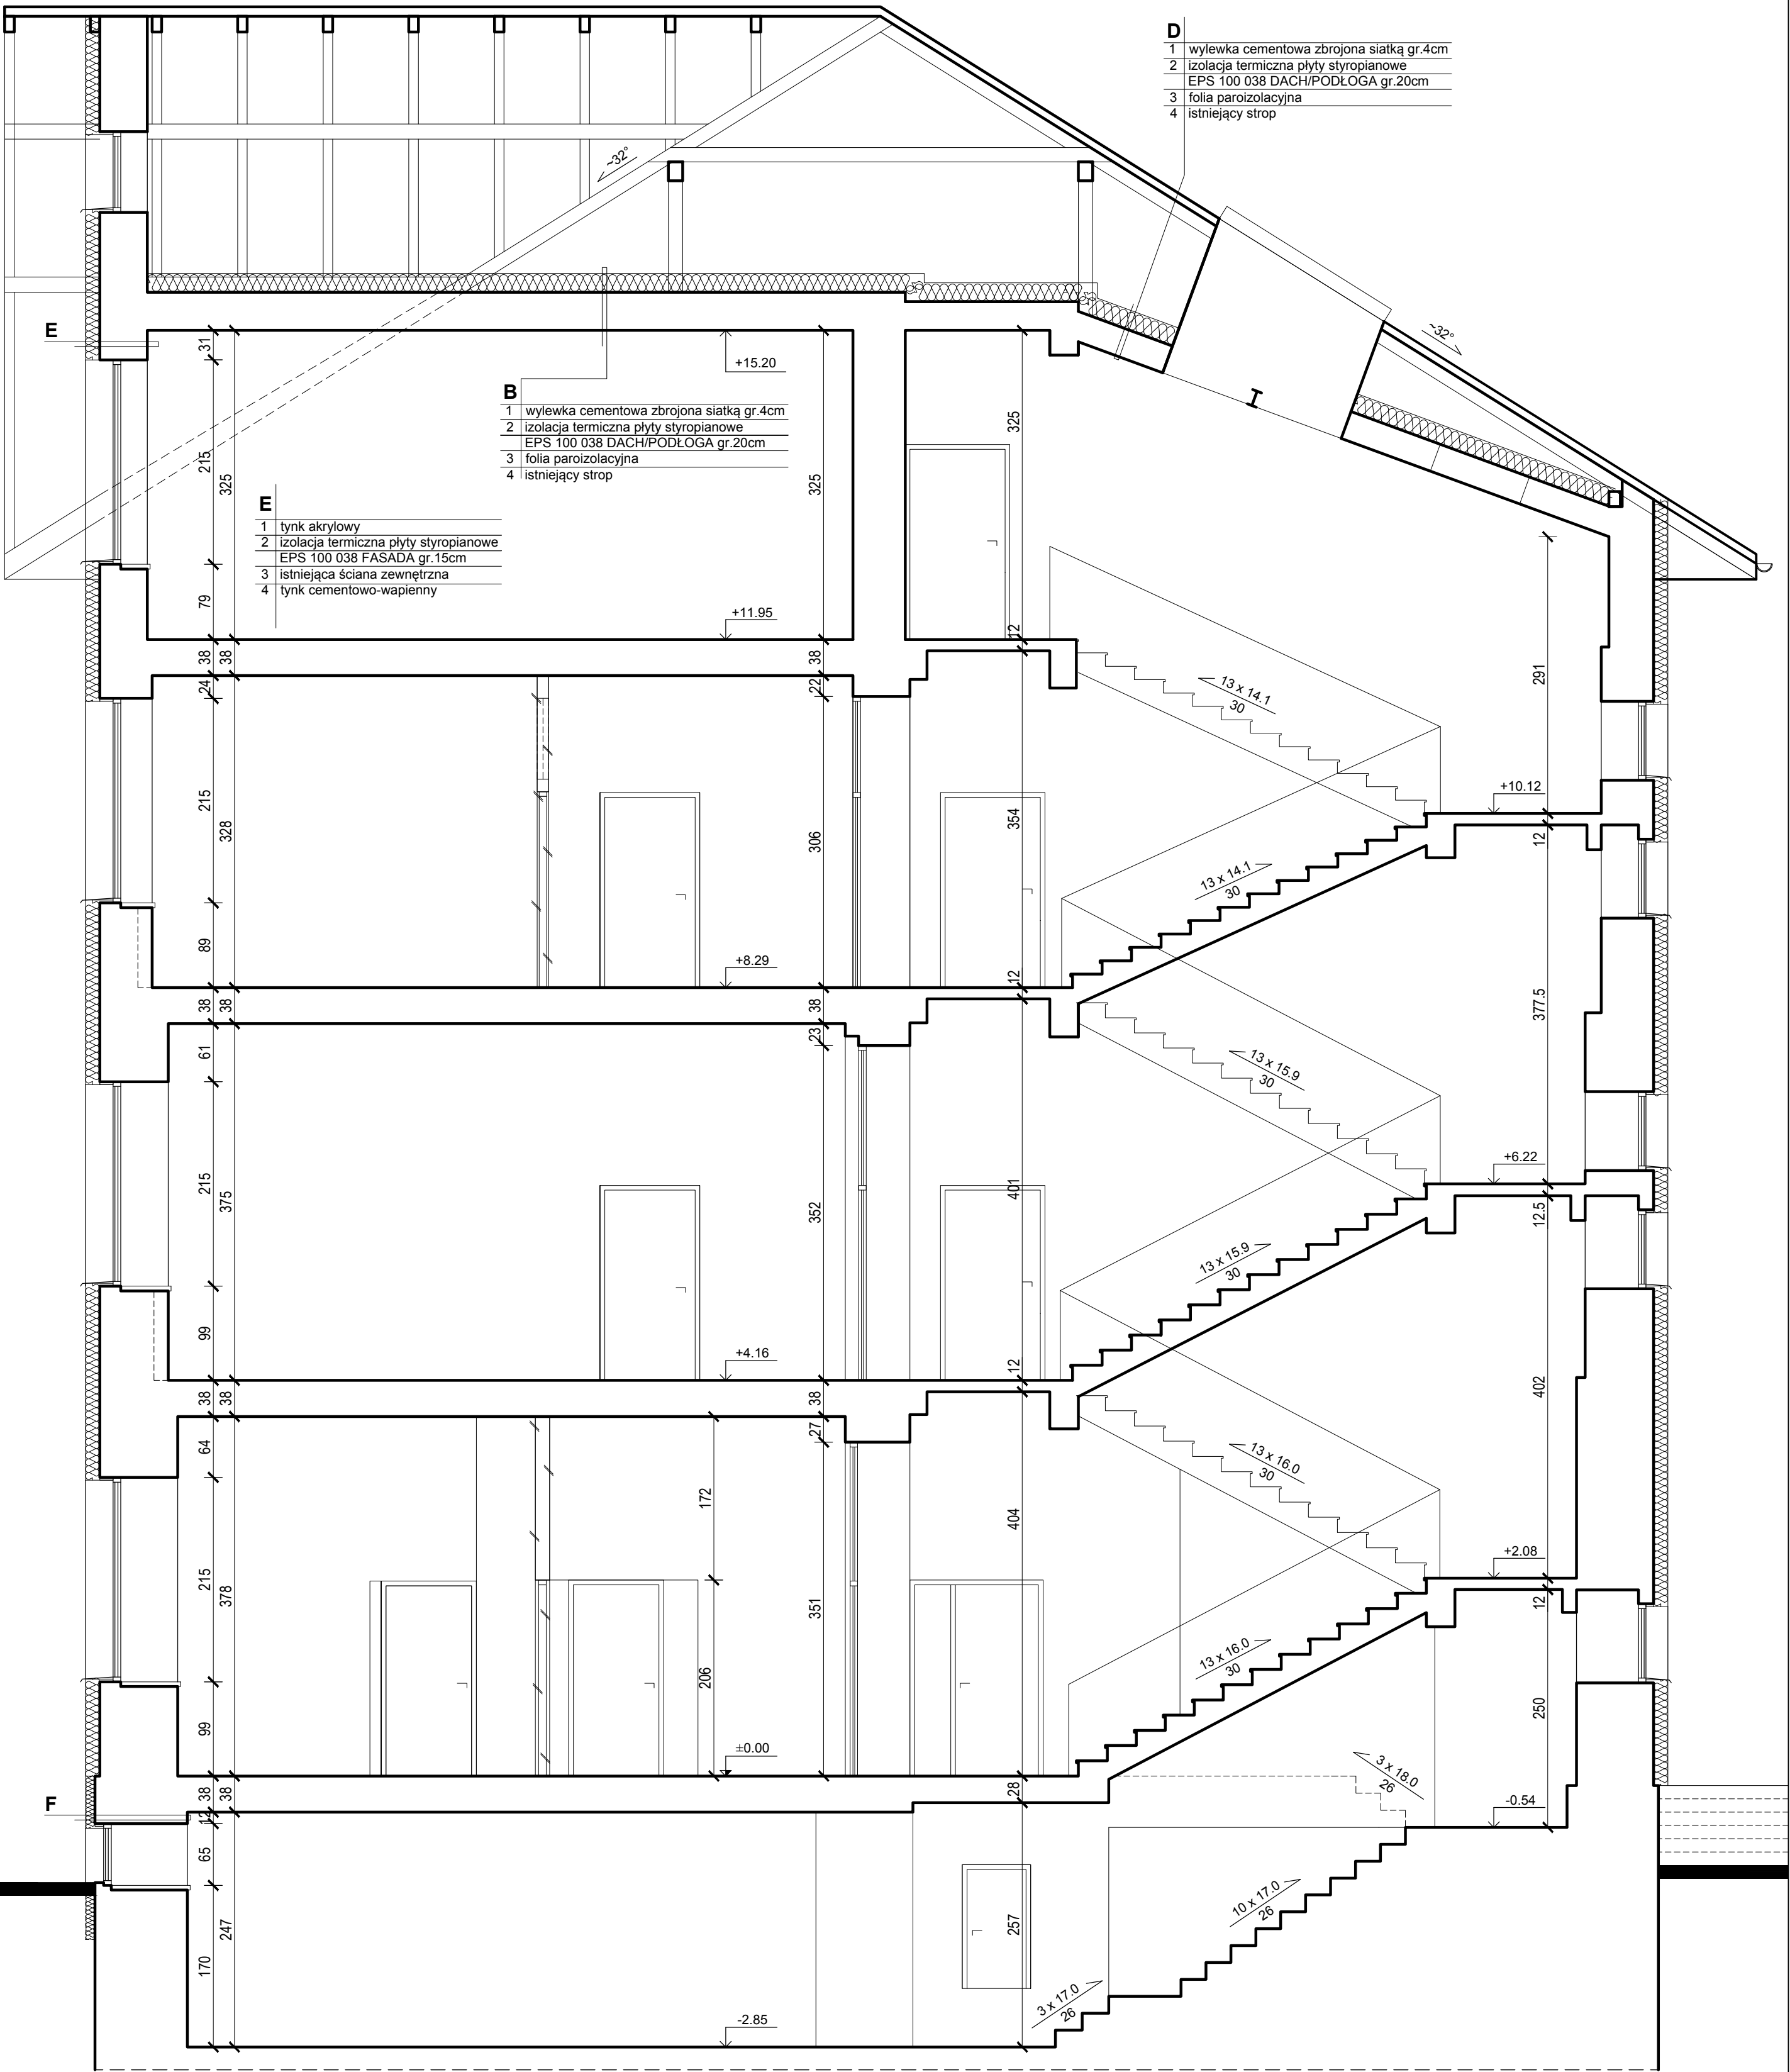 D
1 wylewka cementowa zbrojona siatką gr.4cm
2 izolacja termiczna płyty styropianowe
EPS 100 038 DACH/PODŁOGA gr.20cm
3 folia paroizolacyjna
4 istniejący strop
~32°
~32°
E
31
+15.20
B
1 wylewka cementowa zbrojona siatką gr.4cm
2 izolacja termiczna płyty styropianowe
EPS 100 038 DACH/PODŁOGA gr.20cm
3 folia paroizolacyjna
4 istniejący strop
325
215
325
325
E
1 tynk akrylowy
2 izolacja termiczna płyty styropianowe
EPS 100 038 FASADA gr.15cm
3 istniejąca ściana zewnętrzna
4 tynk cementowo-wapienny
79
+11.95
12
38
38
38
24
22
291
13 x 14.1
30
215
328
306
354
+10.12
12
13 x 14.1
30
89
+8.29
12
38
38
38
377.5
61
23
13 x 15.9
30
215
375
352
401
+6.22
12.5
13 x 15.9
30
99
+4.16
12
38
38
38
402
64
27
13 x 16.0
30
172
404
215
378
351
+2.08
12
13 x 16.0
30
206
250
99
±0.00
3 x 18.0
26
F
38
38
28
-0.54
12
65
10 x 17.0
26
247
257
170
3 x 17.0
26
-2.85